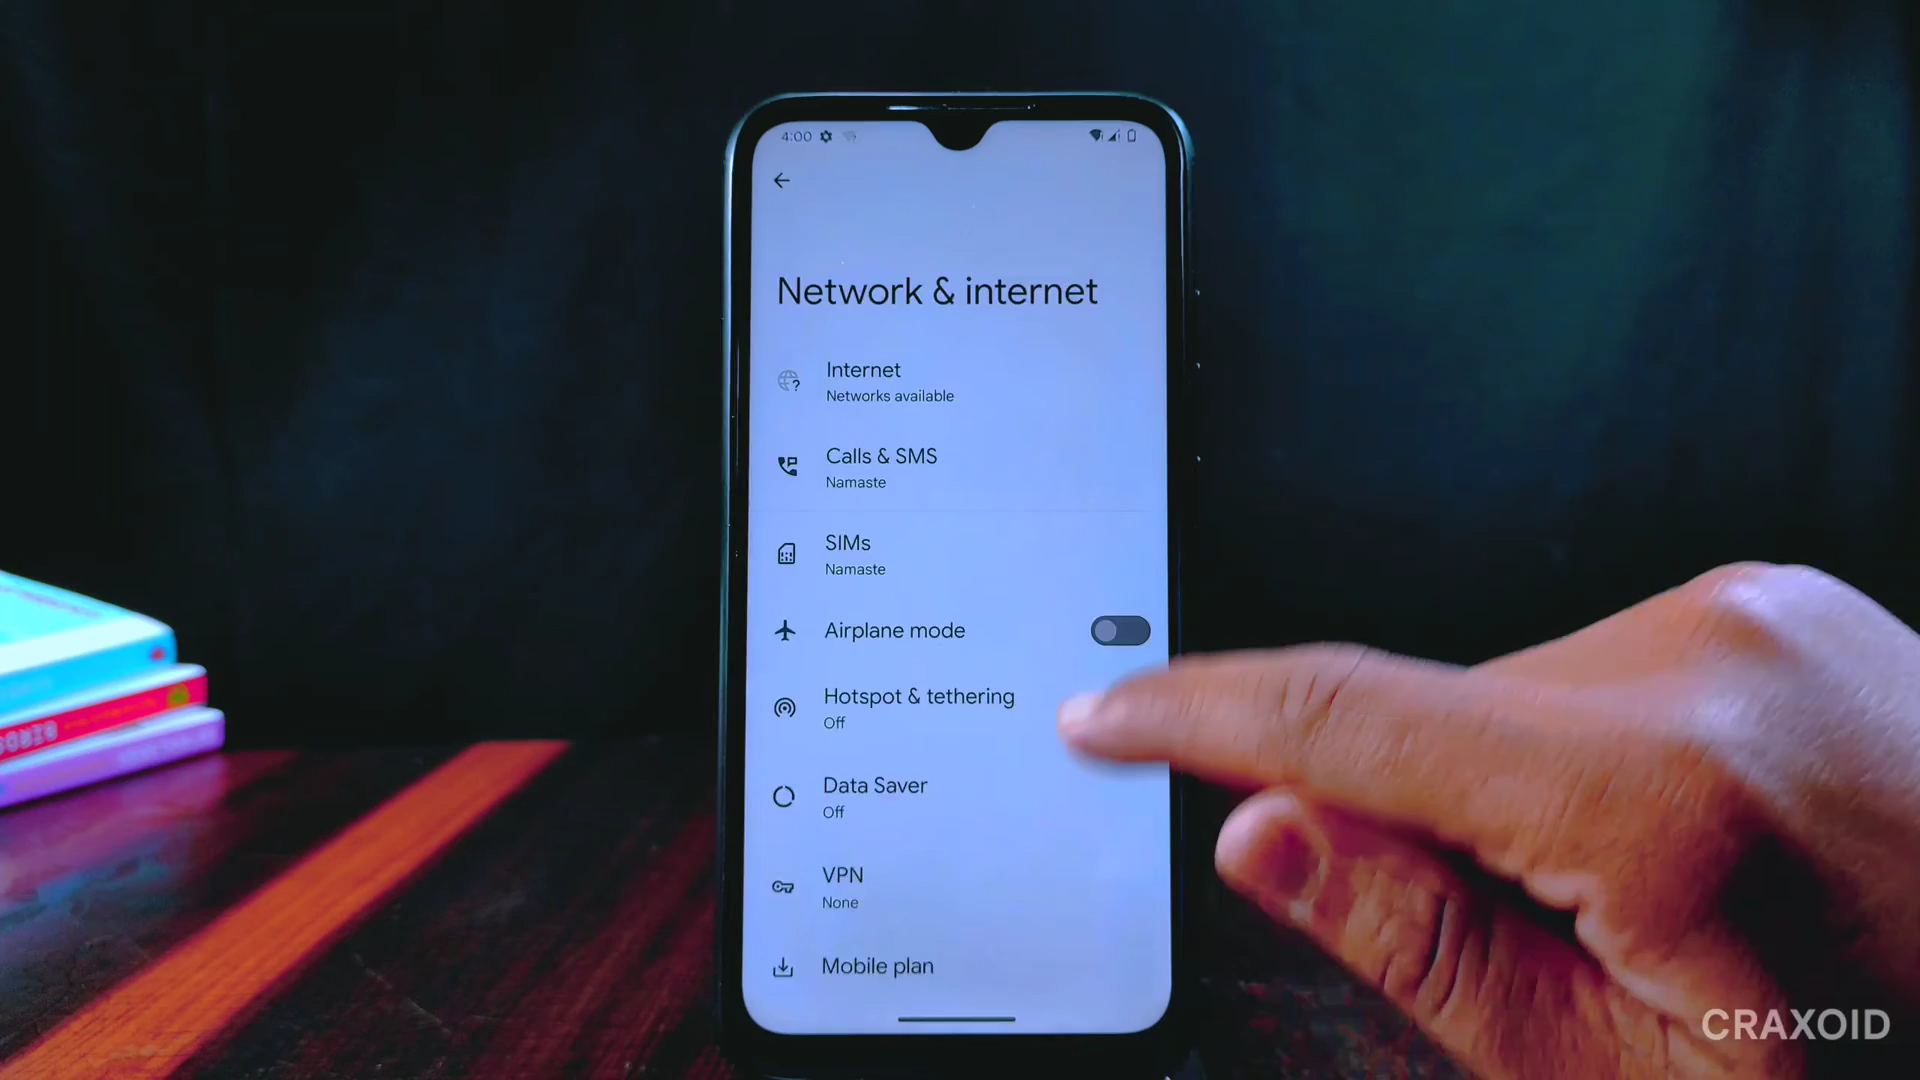 4:00
Network & internet
Internet
Networks available
Calls & SMS
Namaste
SIMs
Namaste
Airplane mode
Hotspot & tethering
Off
Data Saver
Off
VPN
None
Mobile plan
CRAXOID